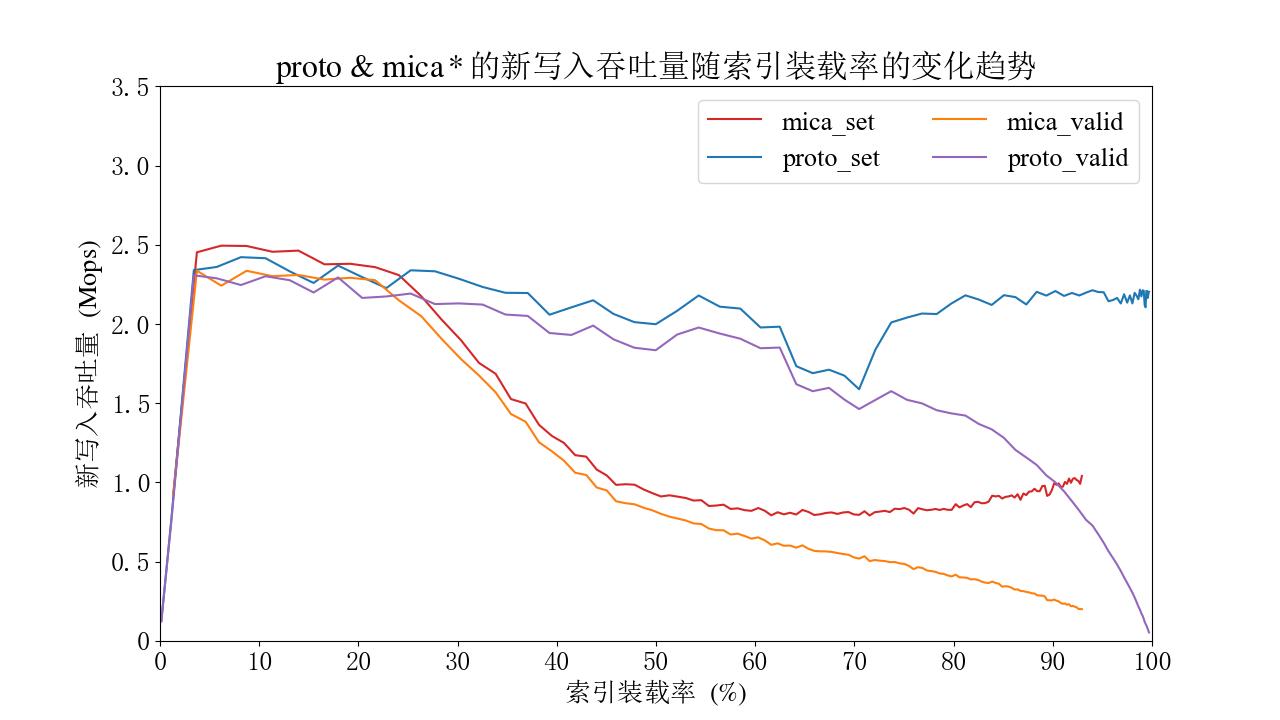 proto & mica * 的新写入吞吐量随索引装载率的变化趋势
mica_set
mica_valid
proto_set
proto_valid
新写入吞吐量 (Mops)
3.5
3.0
2.5
2.0
1.5
1.0
0.5
0
0 10 20 30 40 50 60 70 80 90 100
索引装载率 (%)